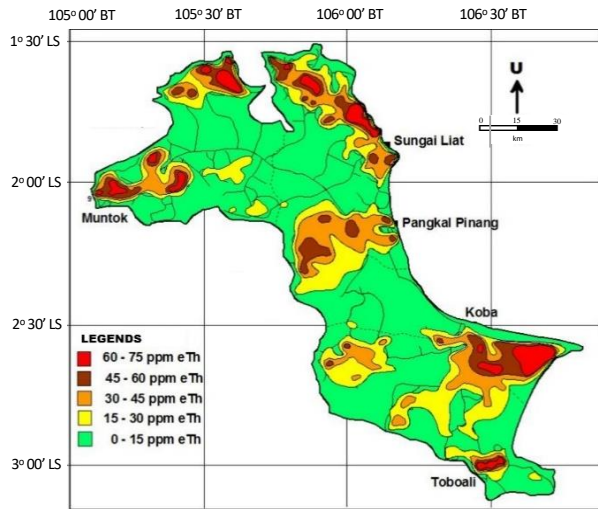 105° 00′ BT 105° 30′ BT 106° 00′ BT 106° 30′ BT
1° 30′ LS
U
0 15 30
km
Sungai Liat
2° 00′ LS
Muntok
Pangkal Pinang
Koba
2° 30′ LS
LEGENDS
60 - 75 ppm eTh
45 - 60 ppm eTh
30 - 45 ppm eTh
15 - 30 ppm eTh
0 - 15 ppm eTh
3° 00′ LS
Toboali